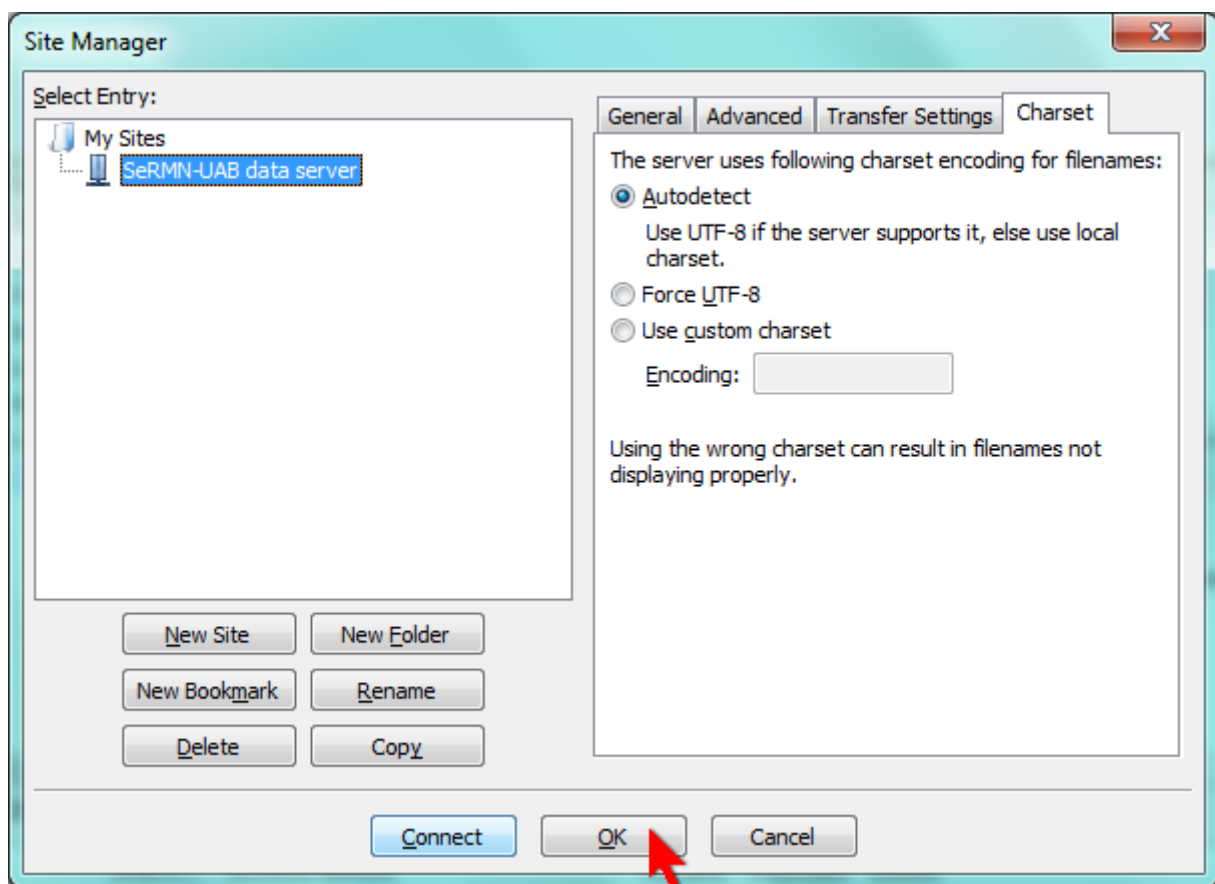 Site Manager
Select Entry:
My Sites
SeRMN-UAB data server
New Site
New Folder
New Bookmark
Rename
Delete
Copy
General
Advanced
Transfer Settings
Charset
The server uses following charset encoding for filenames:
Autodetect
Use UTF-8 if the server supports it, else use local
charset.
Force UTF-8
Use custom charset
Encoding:
Using the wrong charset can result in filenames not
displaying properly.
Connect
OK
Cancel